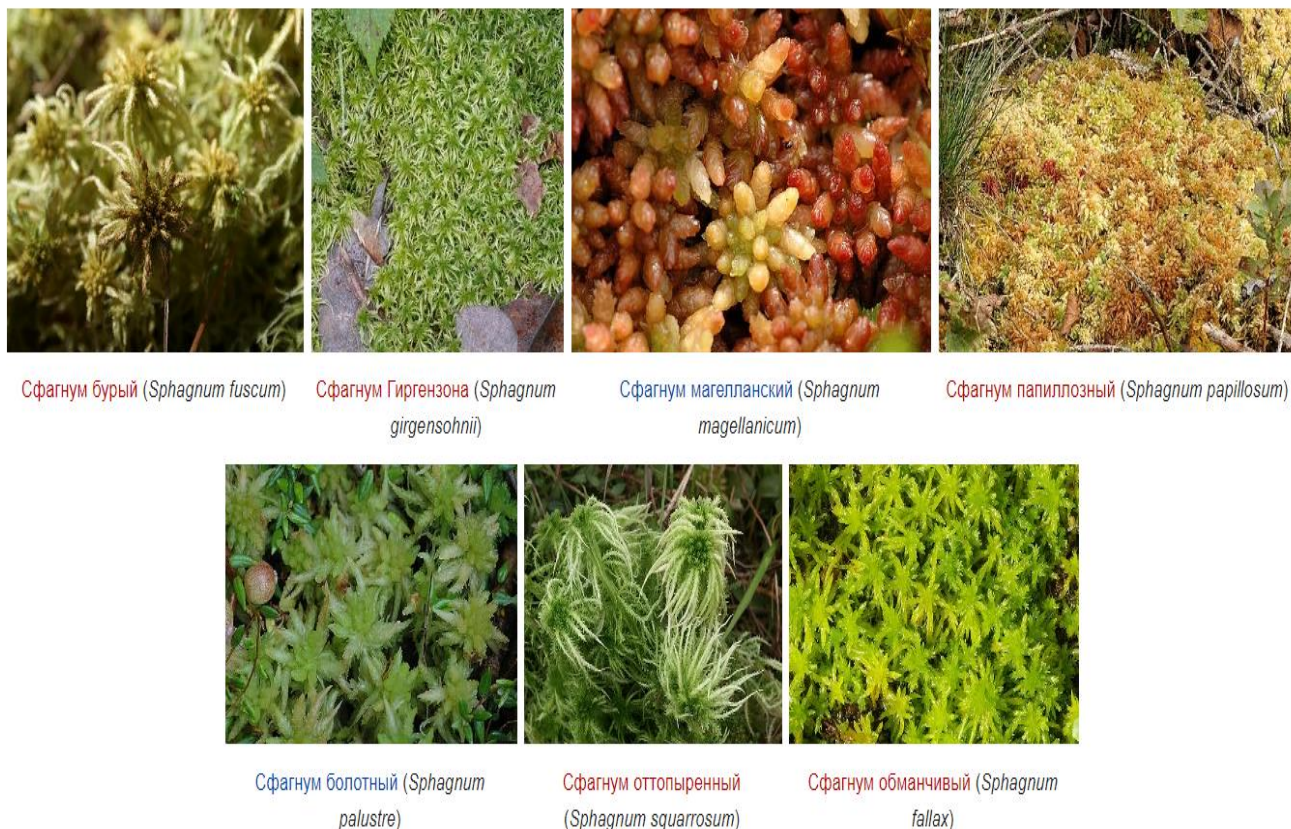 Сфагнум бурый (Sphagnum fuscum)
Сфагнум Гиргензона (Sphagnum
girgensohnii)
Сфагнум магелланский (Sphagnum
magellanicum)
Сфагнум папиллозный (Sphagnum papillosum)
Сфагнум болотный (Sphagnum
palustre)
Сфагнум оттопыренный
(Sphagnum squarrosum)
Сфагнум обманчивый (Sphagnum
fallax)